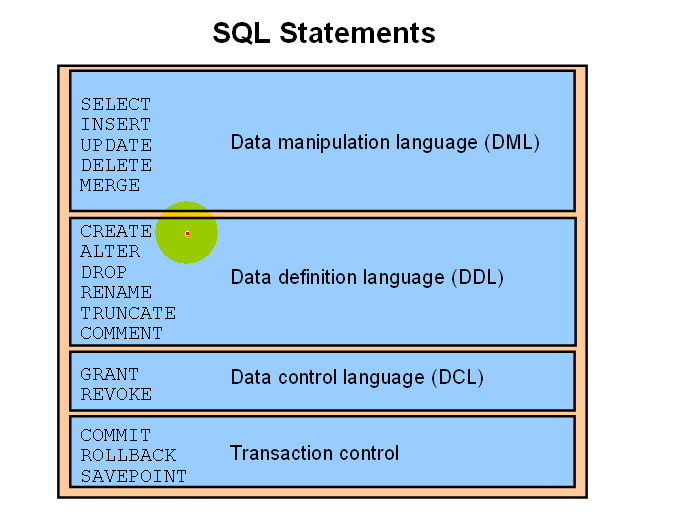 SQL Statements
SELECT
INSERT
UPDATE
DELETE
MERGE
Data manipulation language (DML)
CREATE
ALTER
DROP
RENAME
TRUNCATE
COMMENT
Data definition language (DDL)
GRANT
REVOKE
Data control language (DCL)
COMMIT
ROLLBACK
SAVEPOINT
Transaction control